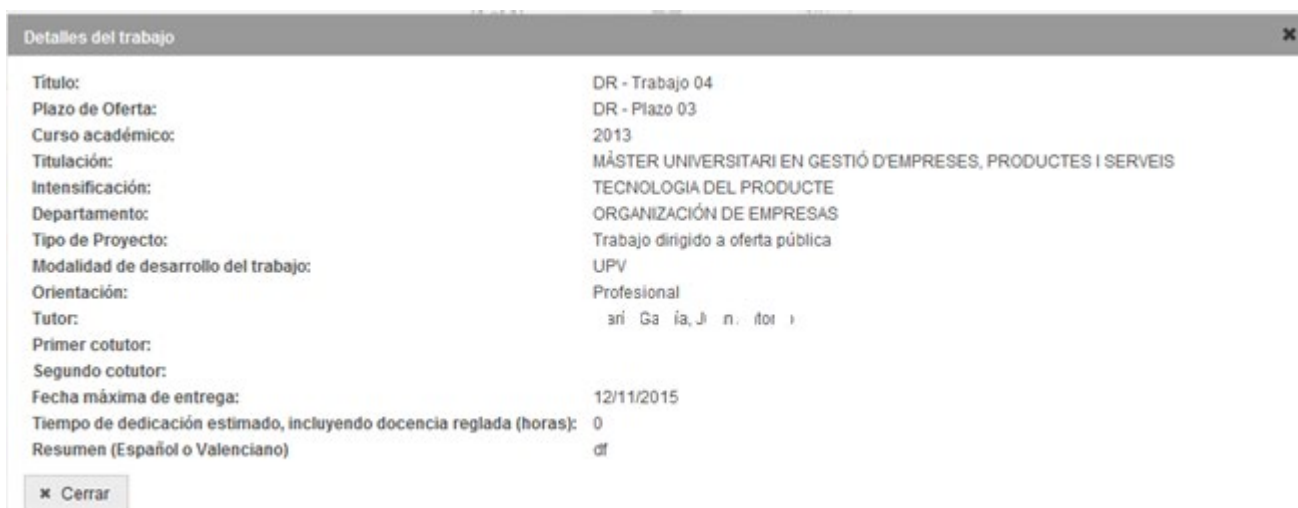 Detalles del trabajo
Título: DR - Trabajo 04
Plazo de Oferta: DR - Plazo 03
Curso académico: 2013
Titulación: MÀSTER UNIVERSITARI EN GESTIÓ D'EMPRESES, PRODUCTES I SERVEIS
Intensificación: TECNOLOGIA DEL PRODUCTE
Departamento: ORGANIZACIÓN DE EMPRESAS
Tipo de Proyecto: Trabajo dirigido a oferta pública
Modalidad de desarrollo del trabajo: UPV
Orientación: Profesional
Tutor:
Primer cotutor:
Segundo cotutor:
Fecha máxima de entrega: 12/11/2015
Tiempo de dedicación estimado, incluyendo docencia reglada (horas): 0
Resumen (Español o Valenciano) df
Cerrar